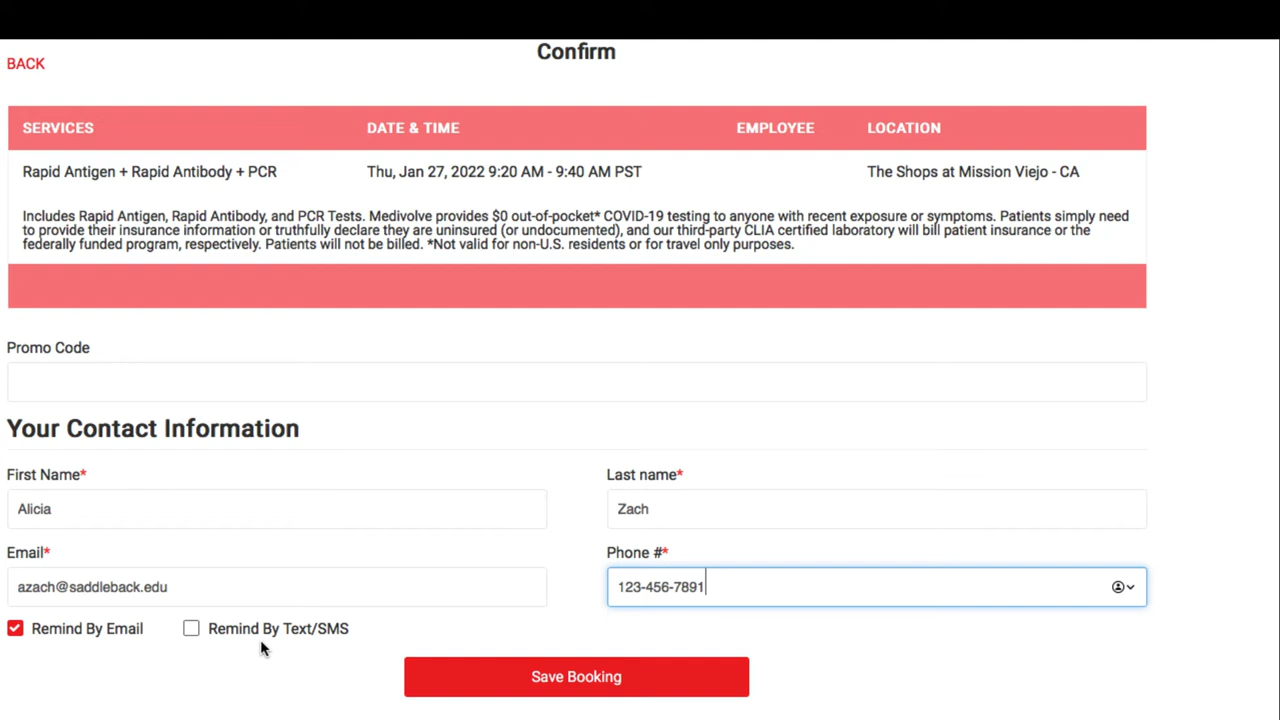 Confirm
BACK
SERVICES DATE & TIME EMPLOYEE LOCATION
Rapid Antigen + Rapid Antibody + PCR Thu, Jan 27, 2022 9:20 AM - 9:40 AM PST The Shops at Mission Viejo - CA
Includes Rapid Antigen, Rapid Antibody, and PCR Tests. Medivolve provides $0 out-of-pocket* COVID-19 testing to anyone with recent exposure or symptoms. Patients simply need
to provide their insurance information or truthfully declare they are uninsured (or undocumented), and our third-party CLIA certified laboratory will bill patient insurance or the
federally funded program, respectively. Patients will not be billed. *Not valid for non-U.S. residents or for travel only purposes.
Promo Code
Your Contact Information
First Name* Last name*
Alicia Zach
Email* Phone #*
azach@saddleback.edu 123-456-7891
Remind By Email Remind By Text/SMS
Save Booking